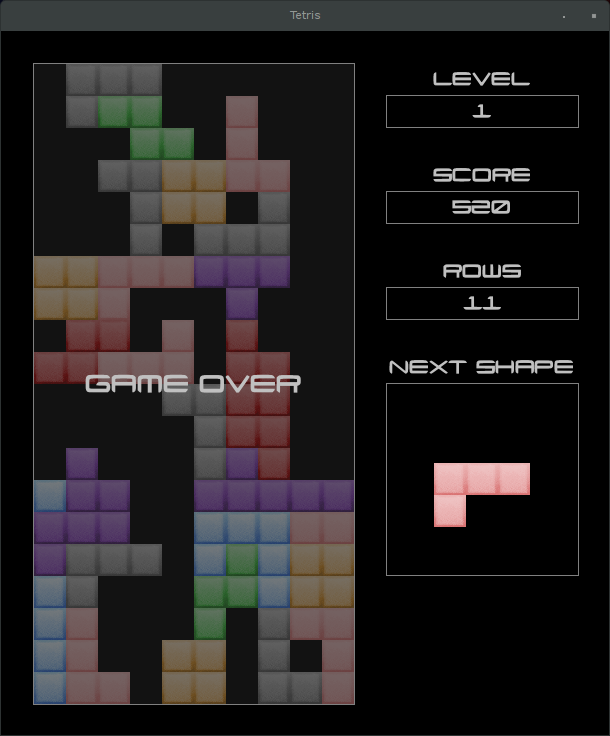 Tetris
LEVEL
1
SCORE
520
ROWS
11
NEXT SHAPE
GAME OVER